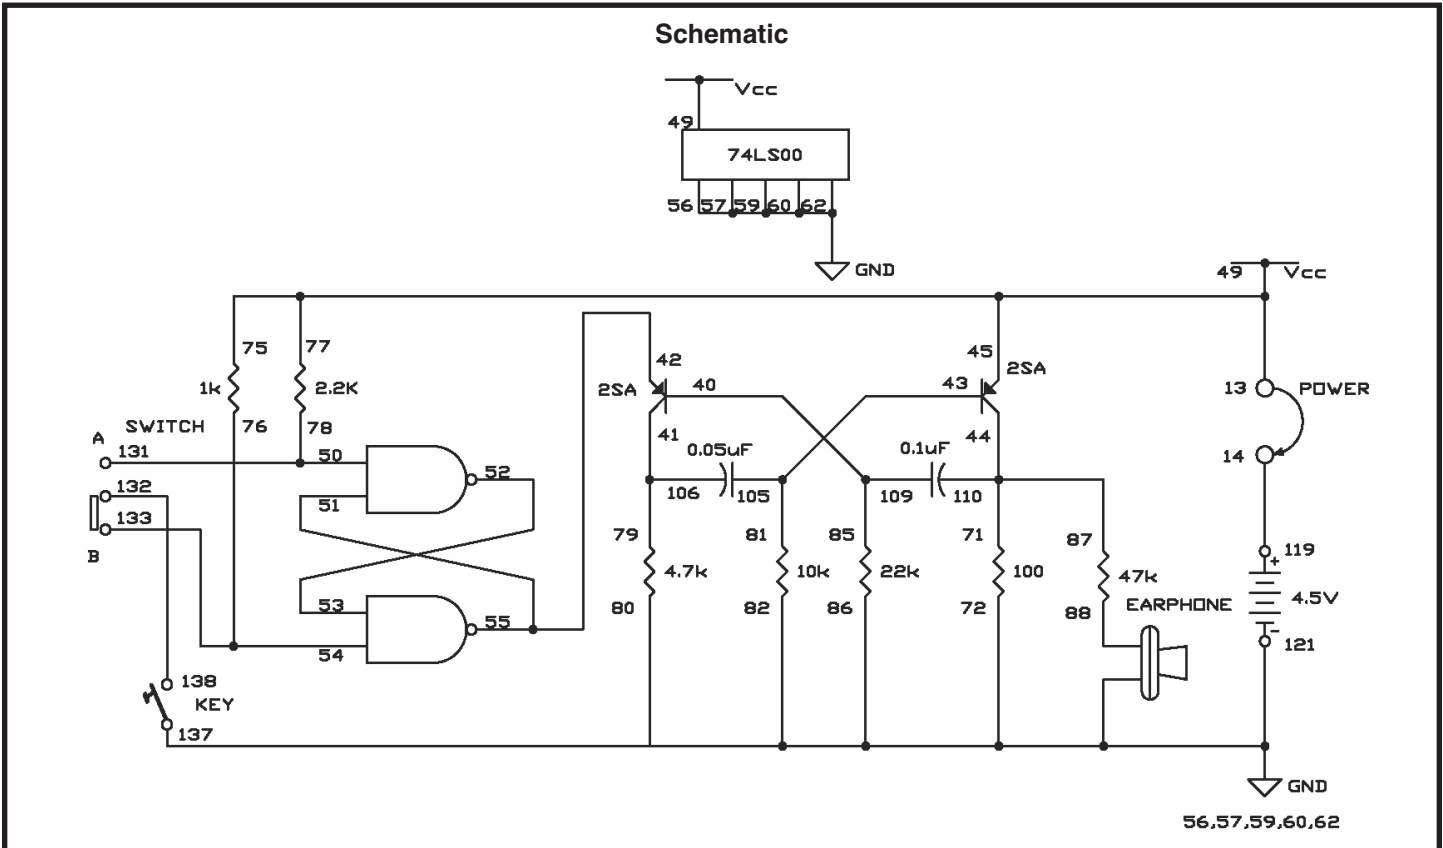 Schematic
Vcc
49
74LS00
56 57 59 60 62
GND
49 Vcc
75 77
1k 2.2K
76 78
SWITCH
A
131
132
133
B
50
51
52
53
54
55
138
KEY
137
42
2SA
40
41
45
2SA
43
44
0.05uF
106 105
0.1uF
109 110
79 81 85 71 87
4.7k 10k 22k 100 47k
80 82 86 72 88
EARPHONE
13 POWER
14
119
+
4.5V
-
121
GND
56,57,59,60,62